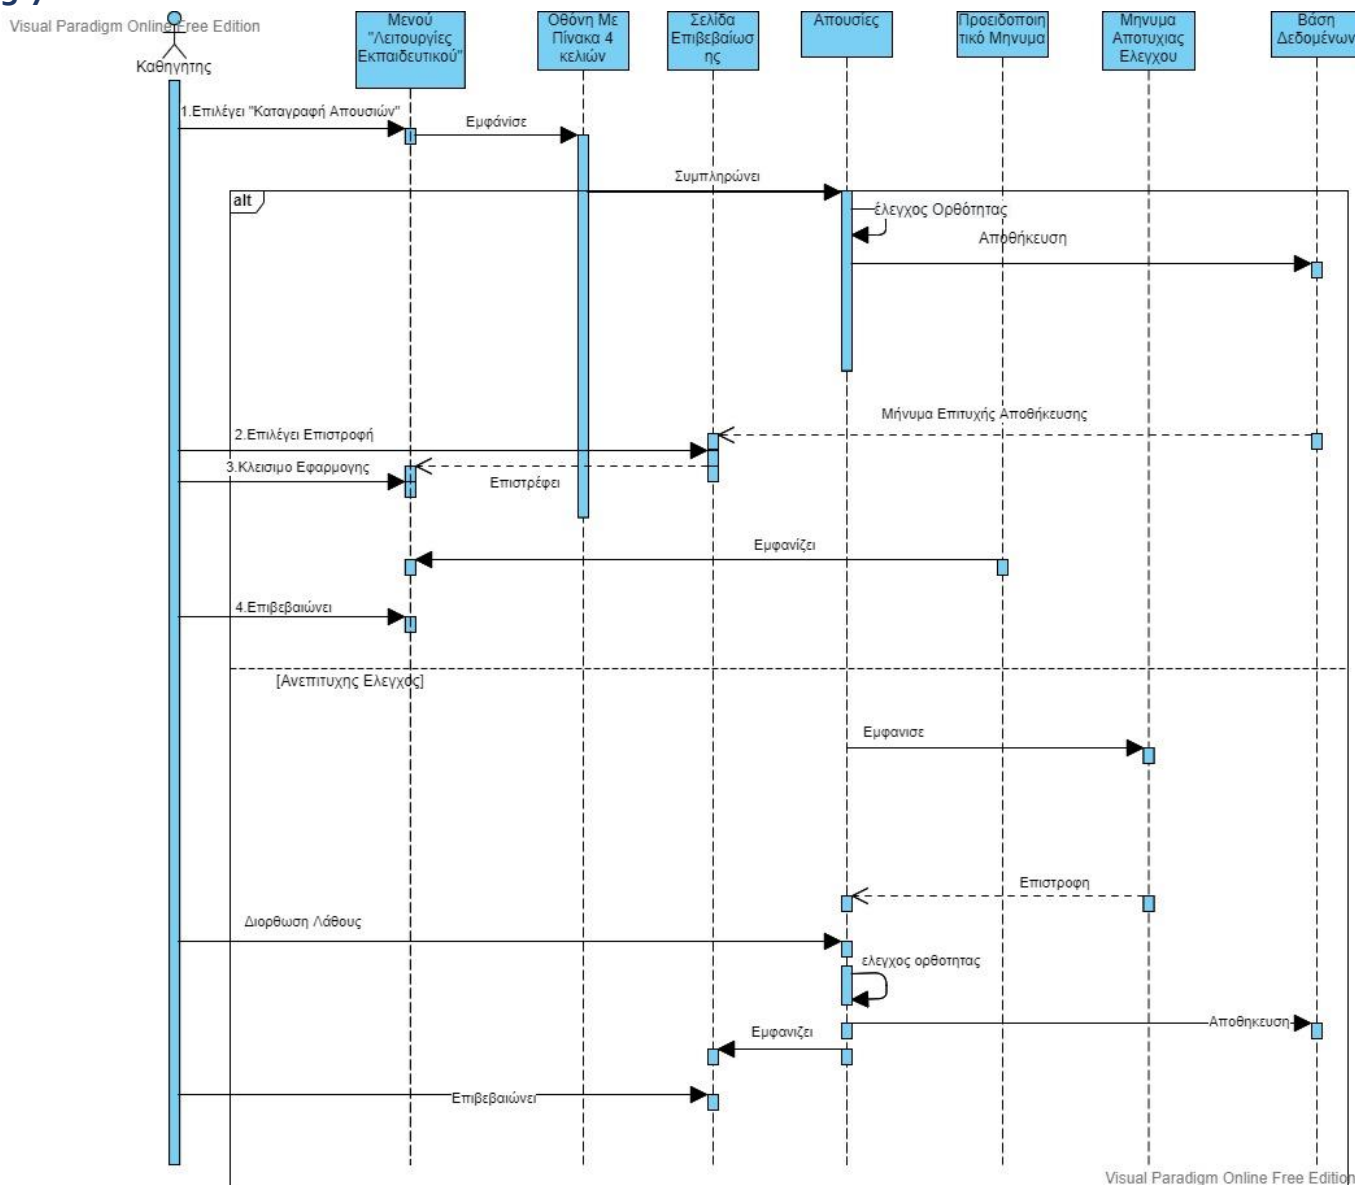 Visual Paradigm Online Free Edition
Καθηγητης
Μενού
"Λειτουργίες
Εκπαιδευτικού"
Οθόνη Με
Πίνακα 4
κελιών
Σελίδα
Επιβεβαίωσ
ης
Απουσίες
Προειδοποιη
τικό Μηνυμα
Μηνυμα
Αποτυχιας
Ελεγχου
Βάση
Δεδομένων
1.Επιλέγει "Καταγραφή Απουσιών"
Εμφάνισε
Συμπληρώνει
alt
έλεγχος Ορθότητας
Αποθήκευση
Μήνυμα Επιτυχής Αποθήκευσης
2.Επιλέγει Επιστροφή
3.Κλεισιμο Εφαρμογης
Επιστρέφει
Εμφανίζει
4.Επιβεβαιώνει
[Ανεπιτυχης Ελεγχος]
Εμφανισε
Επιστροφη
Διορθωση Λάθους
ελεγχος ορθοτητας
Αποθηκευση
Εμφανιζει
Επιβεβαιώνει
Visual Paradigm Online Free Edition